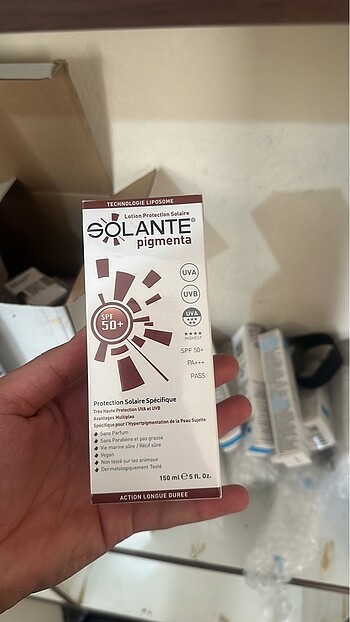 TECHNOLOGIE LIPOSOME
Lotion Protection Solaire
SOLANTE®
pigmenta
UVA
UVB
UVA
HIGHEST
SPF
50+
SPF 50+
PA+++
PASS
Protection Solaire Spécifique
Très Haute Protection UVA et UVB
Avantages Multiples
Spécifique pour l'Hyperpigmentation de la Peau Sujette
Sans Parfum
Sans Parabène et pas grasse
Vie marine sûre / Récif sûre
Vegan
Non testé sur les animaux
Dermatologiquement Testé
150 ml ℮ 5 fl. Oz.
ACTION LONGUE DUREE